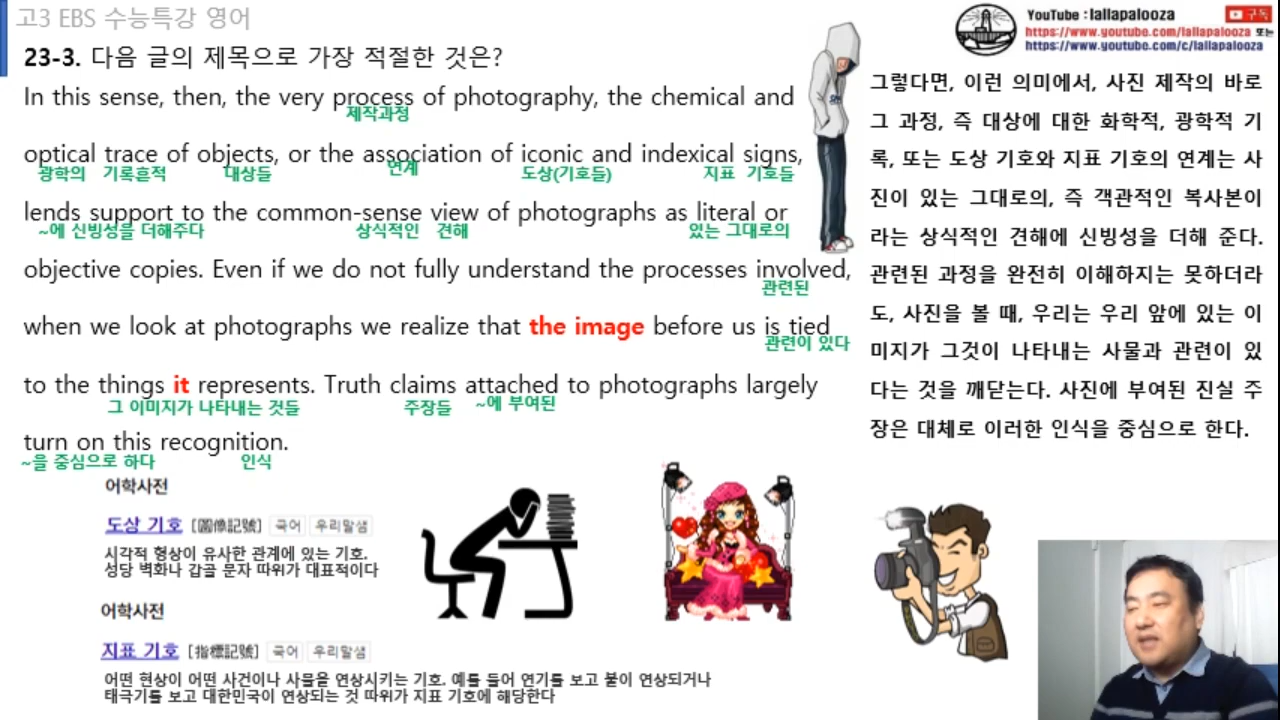 고3 EBS 수능특강 영어
YouTube : lallapalooza
구독
https://www.youtube.com/lallapalooza 또는
https://www.youtube.com/c/lallapalooza
23-3. 다음 글의 제목으로 가장 적절한 것은?
In this sense, then, the very process of photography, the chemical and
제작과정
optical trace of objects, or the association of iconic and indexical signs,
광학의 기록흔적 대상들 연계 도상(기호들) 지표 기호들
lends support to the common-sense view of photographs as literal or
~에 신빙성을 더해주다 상식적인 견해 있는 그대로의
objective copies. Even if we do not fully understand the processes involved,
관련된
when we look at photographs we realize that the image before us is tied
관련이 있다
to the things it represents. Truth claims attached to photographs largely
그 이미지가 나타내는 것들 주장들 ~에 부여된
turn on this recognition.
~을 중심으로 하다 인식
그렇다면, 이런 의미에서, 사진 제작의 바로
그 과정, 즉 대상에 대한 화학적, 광학적 기
록, 또는 도상 기호와 지표 기호의 연계는 사
진이 있는 그대로의, 즉 객관적인 복사본이
라는 상식적인 견해에 신빙성을 더해 준다.
관련된 과정을 완전히 이해하지는 못하더라
도, 사진을 볼 때, 우리는 우리 앞에 있는 이
미지가 그것이 나타내는 사물과 관련이 있
다는 것을 깨닫는다. 사진에 부여된 진실 주
장은 대체로 이러한 인식을 중심으로 한다.
어학사전
도상 기호 [圖像記號] 국어 우리말샘
시각적 형상이 유사한 관계에 있는 기호.
성당 벽화나 갑골 문자 따위가 대표적이다
어학사전
지표 기호 [指標記號] 국어 우리말샘
어떤 현상이 어떤 사건이나 사물을 연상시키는 기호. 예를 들어 연기를 보고 불이 연상되거나
태극기를 보고 대한민국이 연상되는 것 따위가 지표 기호에 해당한다